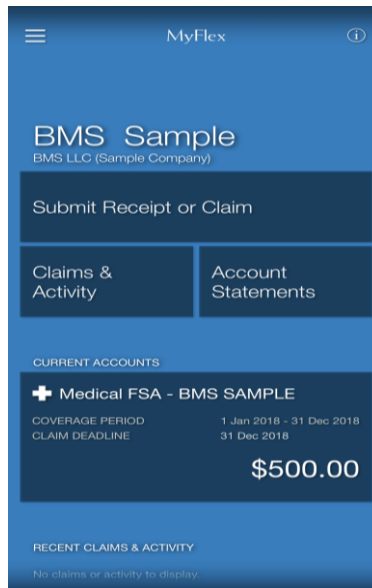 MyFlex
BMS Sample
BMS LLC (Sample Company)
Submit Receipt or Claim
Claims &
Activity
Account
Statements
CURRENT ACCOUNTS
Medical FSA - BMS SAMPLE
COVERAGE PERIOD 1 Jan 2018 - 31 Dec 2018
CLAIM DEADLINE 31 Dec 2018
$500.00
RECENT CLAIMS & ACTIVITY
No claims or activity to display.